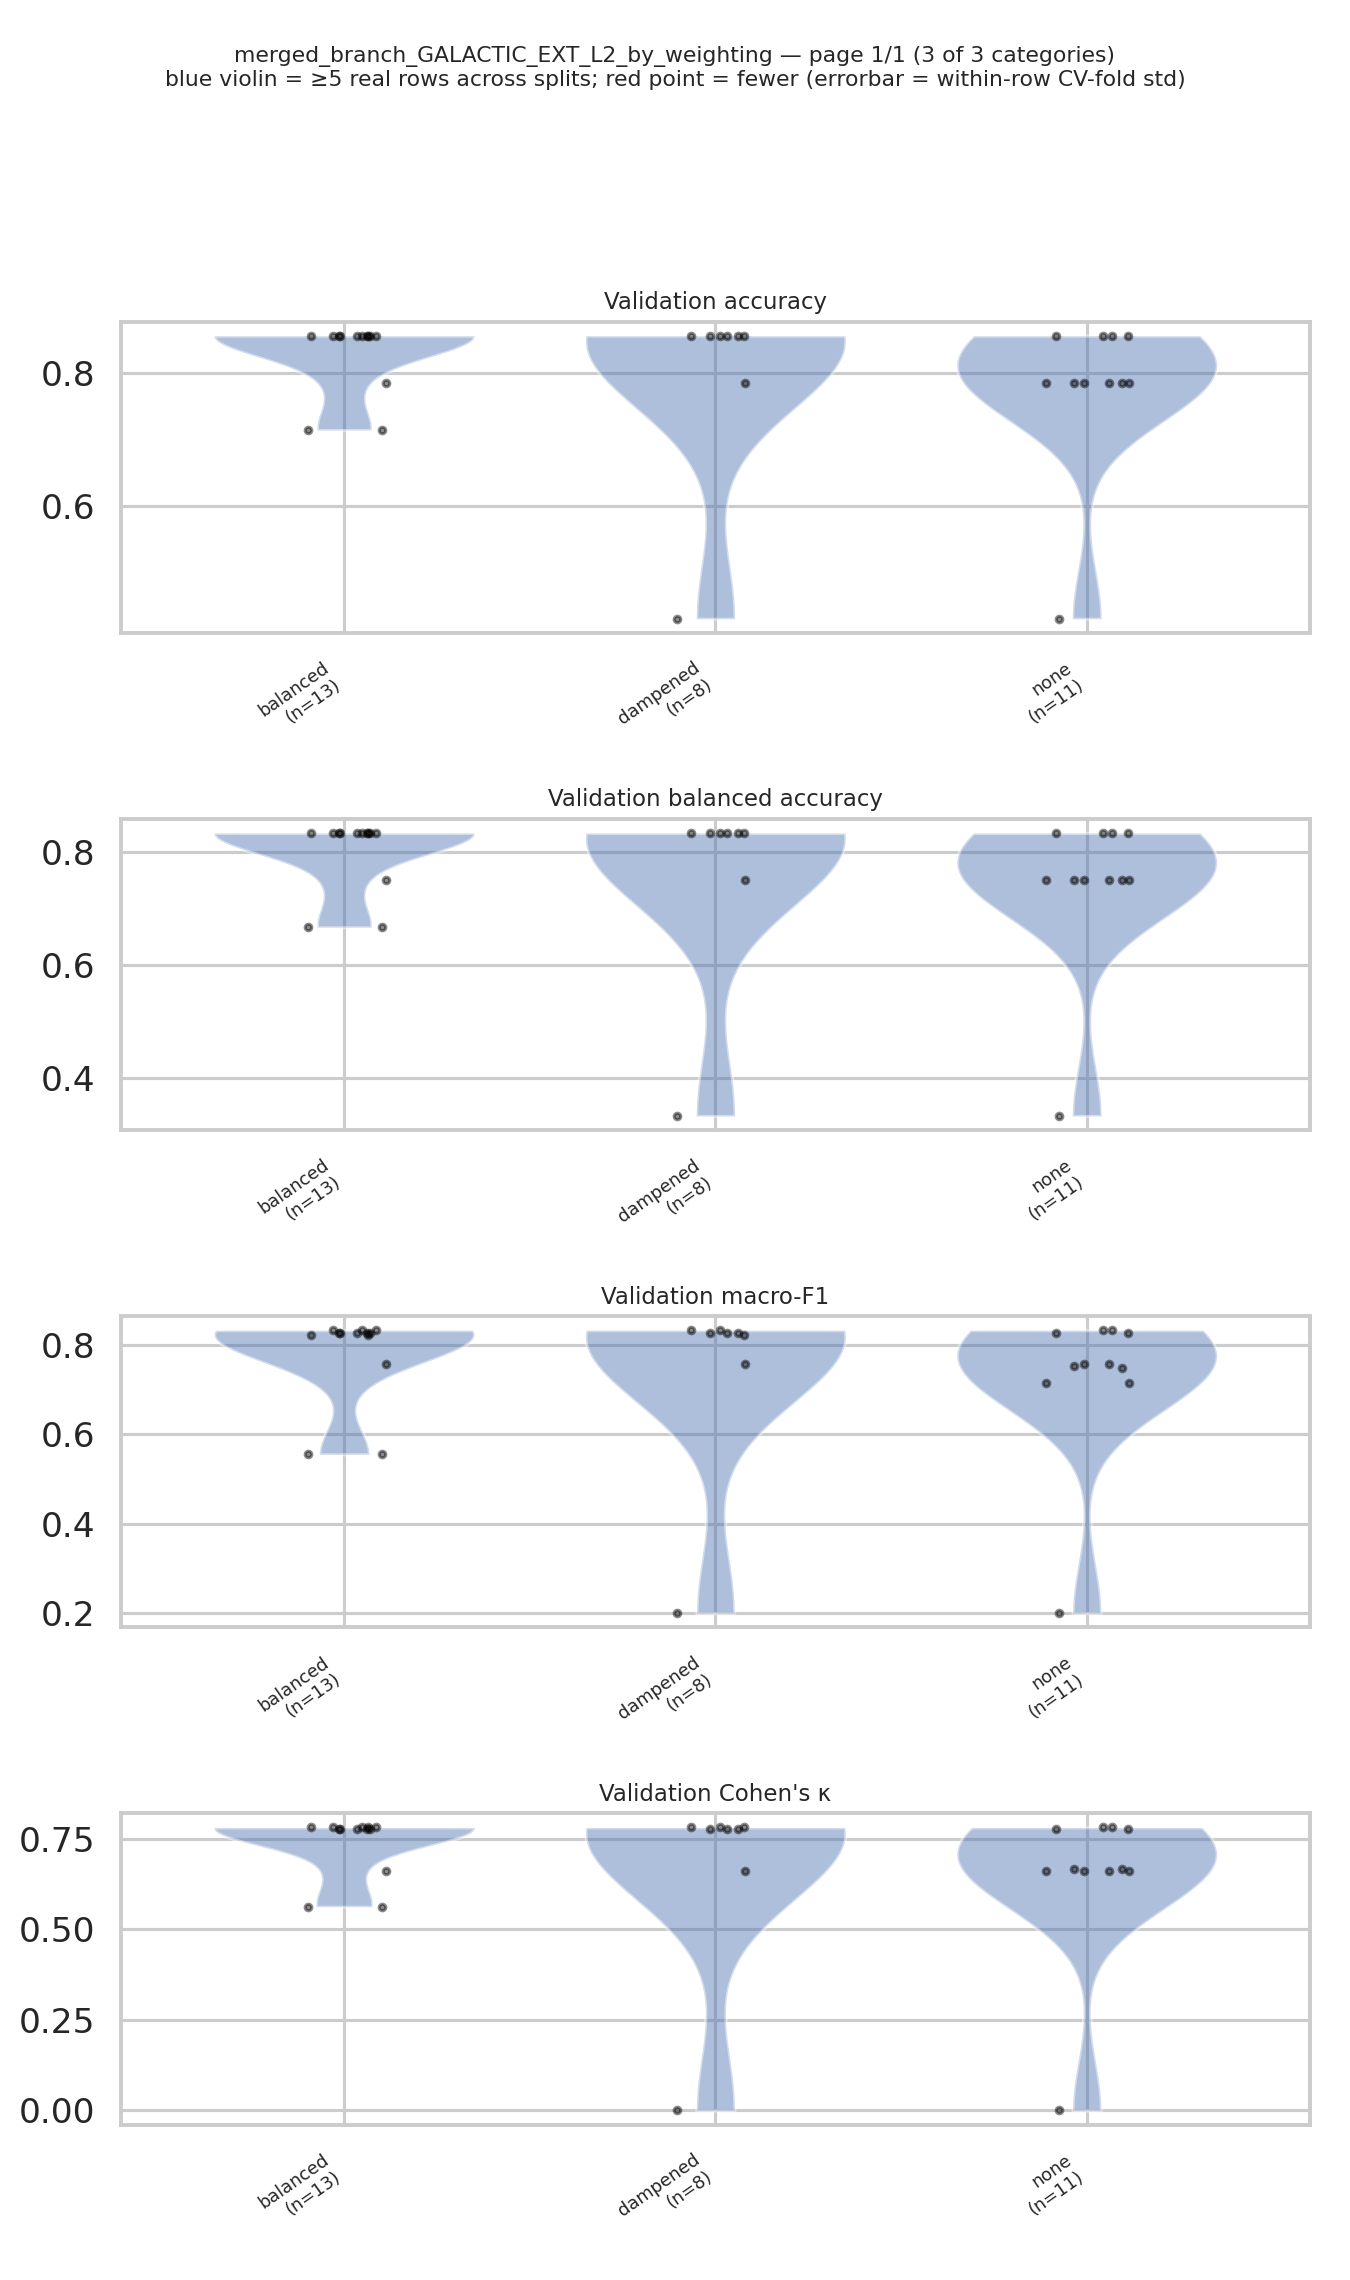 merged_branch_GALACTIC_EXT_L2_by_weighting — page 1/1 (3 of 3 categories)
blue violin = ≥5 real rows across splits; red point = fewer (errorbar = within-row CV-fold std)
Validation accuracy
0.8
0.6
balanced
(n=13)
dampened
(n=8)
none
(n=11)
Validation balanced accuracy
0.8
0.6
0.4
balanced
(n=13)
dampened
(n=8)
none
(n=11)
Validation macro-F1
0.8
0.6
0.4
0.2
balanced
(n=13)
dampened
(n=8)
none
(n=11)
Validation Cohen's κ
0.75
0.50
0.25
0.00
balanced
(n=13)
dampened
(n=8)
none
(n=11)